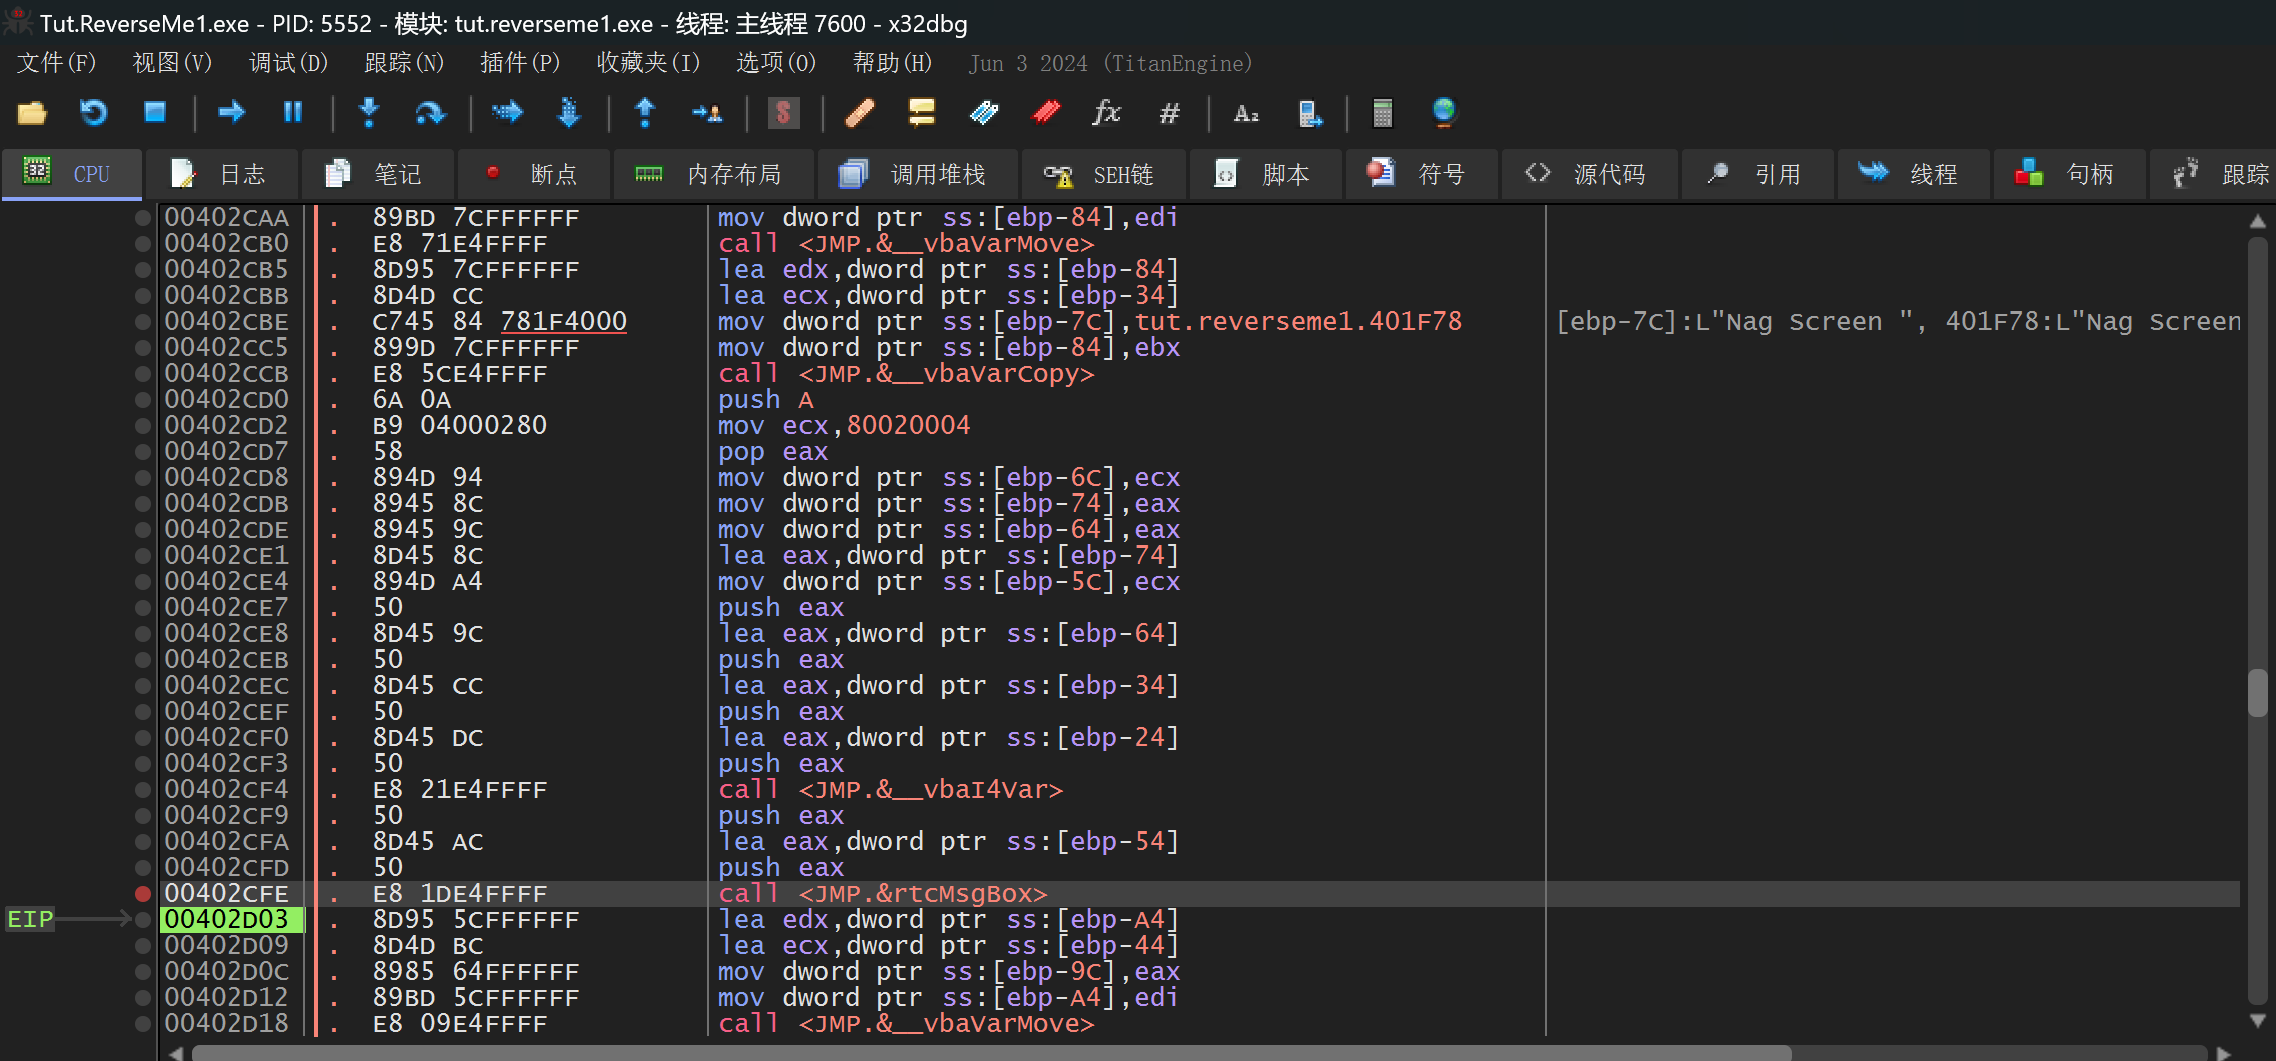 Tut.ReverseMe1.exe - PID: 5552 - 模块: tut.reverseme1.exe - 线程: 主线程 7600 - x32dbg
文件(F) 视图(V) 调试(D) 跟踪(N) 插件(P) 收藏夹(I) 选项(O) 帮助(H) Jun 3 2024 (TitanEngine)
CPU 日志 笔记 断点 内存布局 调用堆栈 SEH链 脚本 符号 源代码 引用 线程 句柄 跟踪
00402CAA . 89BD 7CFFFFFF mov dword ptr ss:[ebp-84],edi
00402CB0 . E8 71E4FFFF call <JMP.&__vbaVarMove>
00402CB5 . 8D95 7CFFFFFF lea edx,dword ptr ss:[ebp-84]
00402CBB . 8D4D CC lea ecx,dword ptr ss:[ebp-34]
00402CBE . C745 84 781F4000 mov dword ptr ss:[ebp-7C],tut.reverseme1.401F78 [ebp-7C]:L"Nag Screen ", 401F78:L"Nag Screen
00402CC5 . 899D 7CFFFFFF mov dword ptr ss:[ebp-84],ebx
00402CCB . E8 5CE4FFFF call <JMP.&__vbaVarCopy>
00402CD0 . 6A 0A push A
00402CD2 . B9 04000280 mov ecx,80020004
00402CD7 . 58 pop eax
00402CD8 . 894D 94 mov dword ptr ss:[ebp-6C],ecx
00402CDB . 8945 8C mov dword ptr ss:[ebp-74],eax
00402CDE . 8945 9C mov dword ptr ss:[ebp-64],eax
00402CE1 . 8D45 8C lea eax,dword ptr ss:[ebp-74]
00402CE4 . 894D A4 mov dword ptr ss:[ebp-5C],ecx
00402CE7 . 50 push eax
00402CE8 . 8D45 9C lea eax,dword ptr ss:[ebp-64]
00402CEB . 50 push eax
00402CEC . 8D45 CC lea eax,dword ptr ss:[ebp-34]
00402CEF . 50 push eax
00402CF0 . 8D45 DC lea eax,dword ptr ss:[ebp-24]
00402CF3 . 50 push eax
00402CF4 . E8 21E4FFFF call <JMP.&__vbaI4Var>
00402CF9 . 50 push eax
00402CFA . 8D45 AC lea eax,dword ptr ss:[ebp-54]
00402CFD . 50 push eax
00402CFE . E8 1DE4FFFF call <JMP.&rtcMsgBox>
EIP 00402D03 . 8D95 5CFFFFFF lea edx,dword ptr ss:[ebp-A4]
00402D09 . 8D4D BC lea ecx,dword ptr ss:[ebp-44]
00402D0C . 8985 64FFFFFF mov dword ptr ss:[ebp-9C],eax
00402D12 . 89BD 5CFFFFFF mov dword ptr ss:[ebp-A4],edi
00402D18 . E8 09E4FFFF call <JMP.&__vbaVarMove>